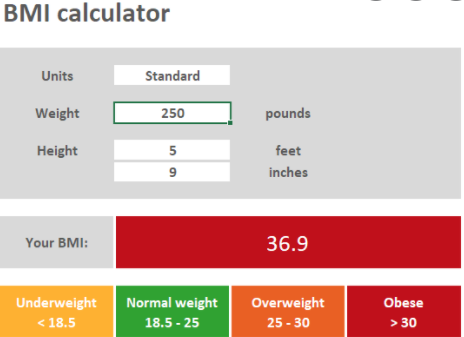 BMI calculator
Units Standard
Weight 250 pounds
Height 5 feet
9 inches
Your BMI: 36.9
Underweight Normal weight Overweight Obese
< 18.5 18.5 - 25 25 - 30 > 30